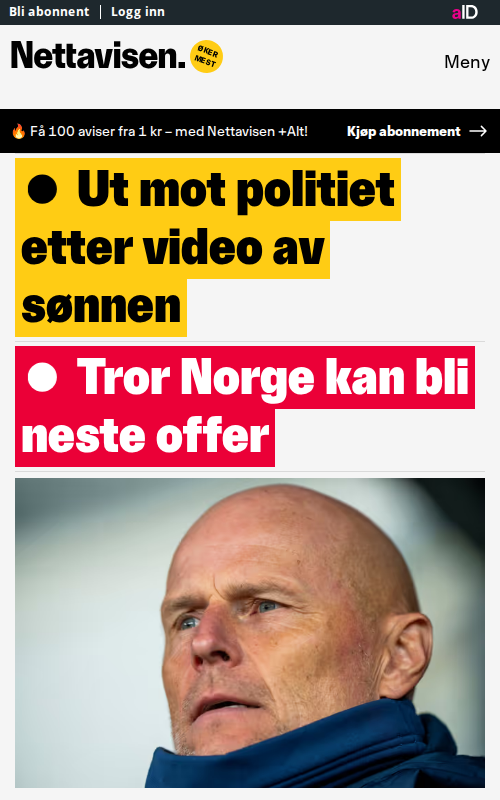 Bli abonnent | Logg inn
aID
Nettavisen.
ØKER
MEST
Meny
🔥 Få 100 aviser fra 1 kr – med Nettavisen +Alt!
Kjøp abonnement →
● Ut mot politiet
etter video av
sønnen
● Tror Norge kan bli
neste offer